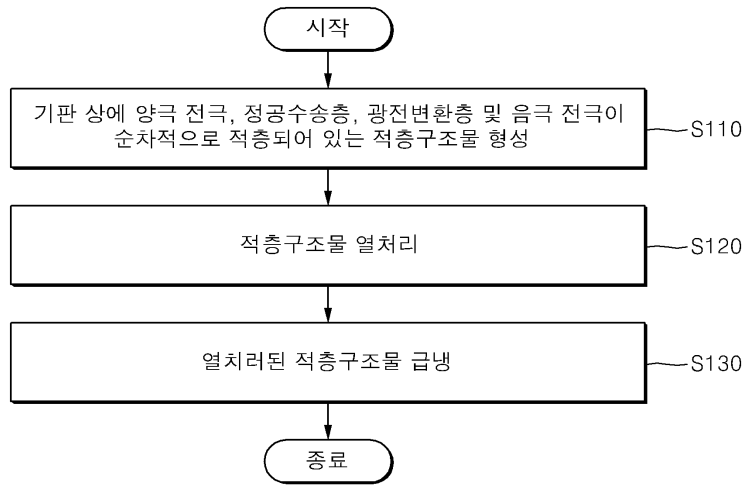 시작
기판 상에 양극 전극, 정공수송층, 광전변환층 및 음극 전극이
순차적으로 적층되어 있는 적층구조물 형성
S110
적층구조물 열처리
S120
열치러된 적층구조물 급냉
S130
종료